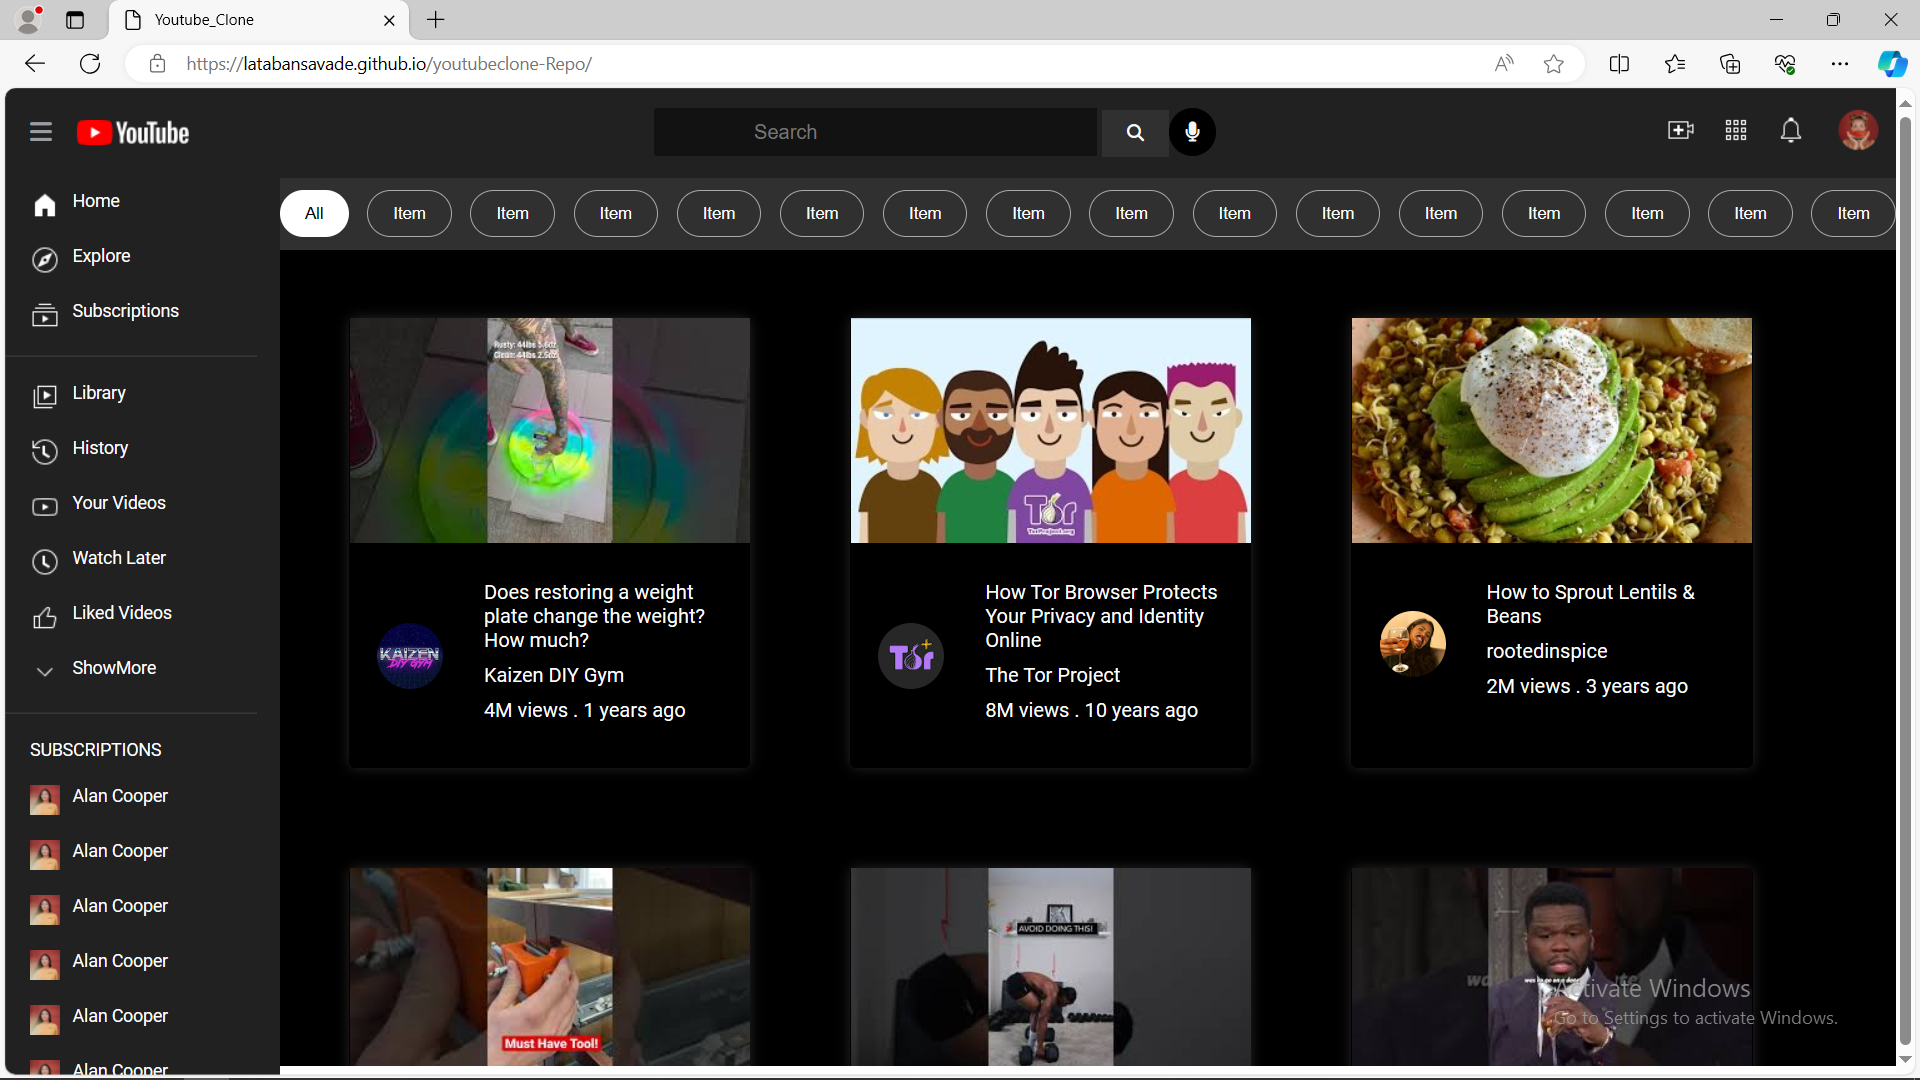 Youtube_Clone
https://latabansavade.github.io/youtubeclone-Repo/
YouTube
Search
Home
Explore
Subscriptions
Library
History
Your Videos
Watch Later
Liked Videos
ShowMore
SUBSCRIPTIONS
Alan Cooper
Alan Cooper
Alan Cooper
Alan Cooper
Alan Cooper
Alan Cooper
All Item Item Item Item Item Item Item Item Item Item Item Item Item Item Item
Rusty: 44lbs 5.6oz
Clean: 44lbs 2.5oz
Does restoring a weight
plate change the weight?
How much?
KAIZEN
DIY GYM
Kaizen DIY Gym
4M views . 1 years ago
Tor
TorProject.org
How Tor Browser Protects
Your Privacy and Identity
Online
Tor+
The Tor Project
8M views . 10 years ago
How to Sprout Lentils &
Beans
rootedinspice
2M views . 3 years ago
Must Have Tool!
AVOID DOING THIS!
Activate Windows
Go to Settings to activate Windows.